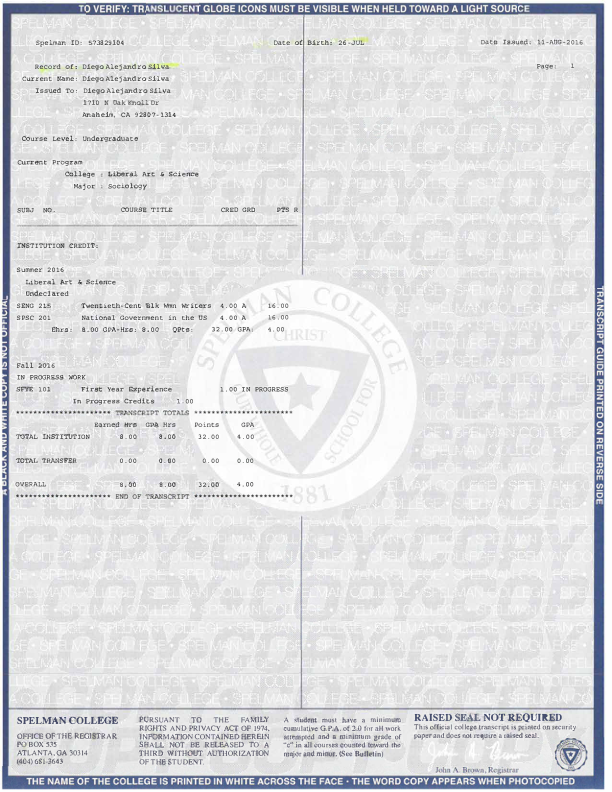 TO VERIFY: TRANSLUCENT GLOBE ICONS MUST BE VISIBLE WHEN HELD TOWARD A LIGHT SOURCE
Spelman ID: 573829104
Date of Birth: 26-JUL
Date Issued: 11-AUG-2016
Page: 1
Record of: Diego Alejandro Silva
Current Name: Diego Alejandro Silva
Issued To: Diego Alejandro Silva
1710 N Oak Knoll Dr
Anaheim, CA 92807-1314
Course Level: Undergraduate
Current Program
College : Liberal Art & Science
Major : Sociology
SUBJ NO. COURSE TITLE CRED GRD PTS R
INSTITUTION CREDIT:
Summer 2016
Liberal Art & Science
Undeclared
SENG 215 Twentieth-Cent Blk Wmn Writers 4.00 A 16.00
SPSC 201 National Government in the US 4.00 A 16.00
Ehrs: 8.00 GPA-Hrs: 8.00 QPts: 32.00 GPA: 4.00
Fall 2016
IN PROGRESS WORK
SFYE 101 First Year Experience 1.00 IN PROGRESS
In Progress Credits 1.00
********************** TRANSCRIPT TOTALS ***********************
Earned Hrs GPA Hrs Points GPA
TOTAL INSTITUTION 8.00 8.00 32.00 4.00
TOTAL TRANSFER 0.00 0.00 0.00 0.00
OVERALL 8.00 8.00 32.00 4.00
********************** END OF TRANSCRIPT ***********************
SPELMAN COLLEGE
CHRIST
OUR WHOLE SCHOOL FOR
1881
A BLACK AND WHITE COPY IS NOT OFFICIAL
TRANSCRIPT GUIDE PRINTED ON REVERSE SIDE
SPELMAN COLLEGE
OFFICE OF THE REGISTRAR
PO BOX 535
ATLANTA, GA 30314
(404) 681-3643
PURSUANT TO THE FAMILY
RIGHTS AND PRIVACY ACT OF 1974,
INFORMATION CONTAINED HEREIN
SHALL NOT BE RELEASED TO A
THIRD WITHOUT AUTHORIZATION
OF THE STUDENT.
A student must have a minimum
cumulative G.P.A. of 2.0 for all work
attempted and a minimum grade of
"c" in all courses counted toward the
major and minor. (See Bulletin)
RAISED SEAL NOT REQUIRED
This official college transcript is printed on security
paper and does not require a raised seal.
John A. Brown, Registrar
THE NAME OF THE COLLEGE IS PRINTED IN WHITE ACROSS THE FACE • THE WORD COPY APPEARS WHEN PHOTOCOPIED